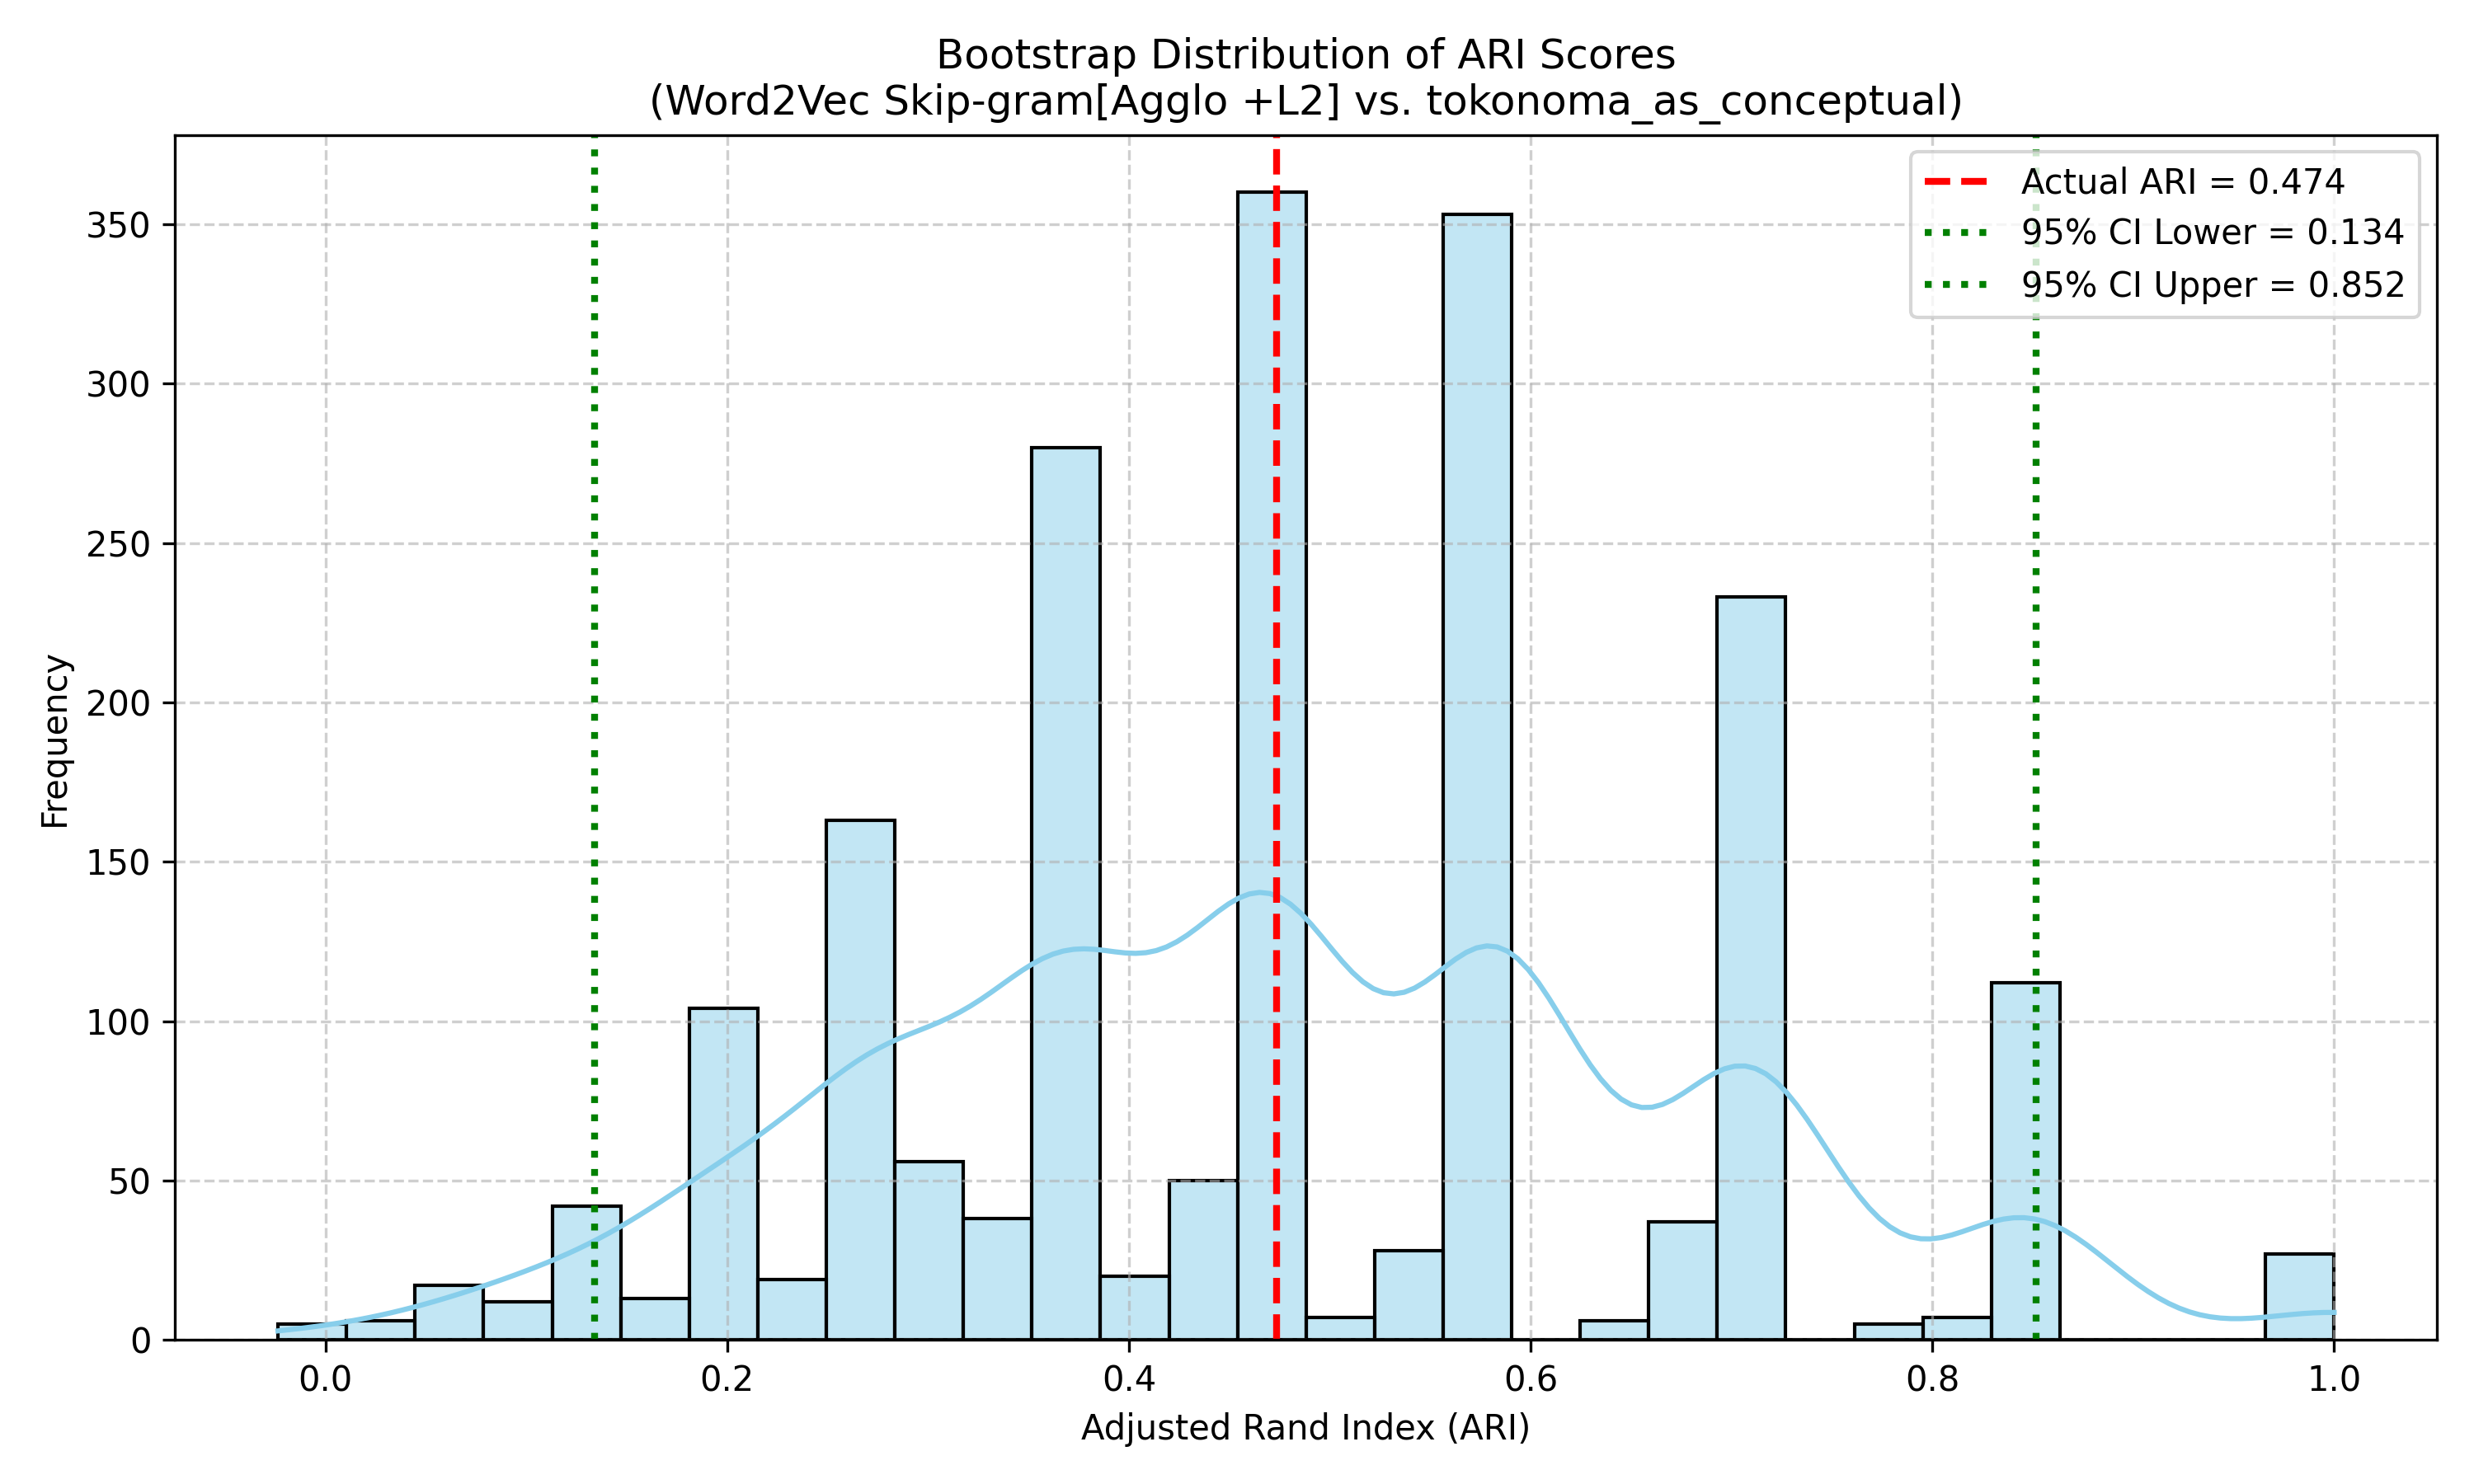 Bootstrap Distribution of ARI Scores
(Word2Vec Skip-gram[Agglo +L2] vs. tokonoma_as_conceptual)
Actual ARI = 0.474
95% CI Lower = 0.134
95% CI Upper = 0.852
Frequency
350
300
250
200
150
100
50
0
0.0 0.2 0.4 0.6 0.8 1.0
Adjusted Rand Index (ARI)